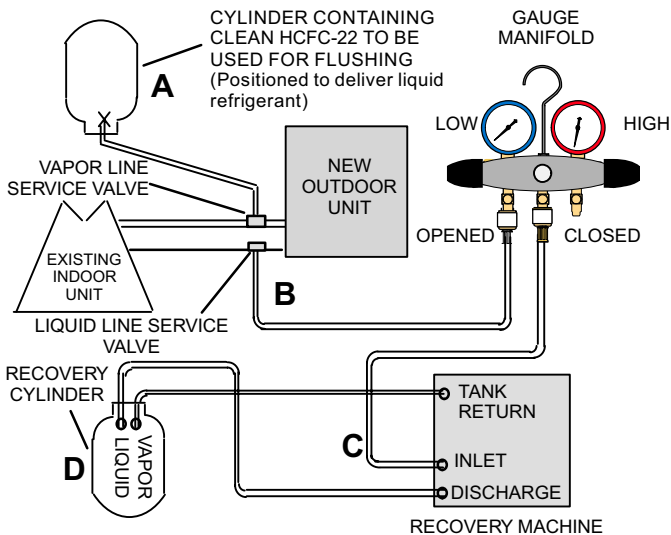 CYLINDER CONTAINING
CLEAN HCFC-22 TO BE
USED FOR FLUSHING
(Positioned to deliver liquid
refrigerant)
A
GAUGE
MANIFOLD
LOW
HIGH
VAPOR LINE
SERVICE VALVE
NEW
OUTDOOR
UNIT
OPENED
CLOSED
EXISTING
INDOOR
UNIT
B
LIQUID LINE SERVICE
VALVE
RECOVERY
CYLINDER
TANK
RETURN
C
D
LIQUID
VAPOR
INLET
DISCHARGE
RECOVERY MACHINE